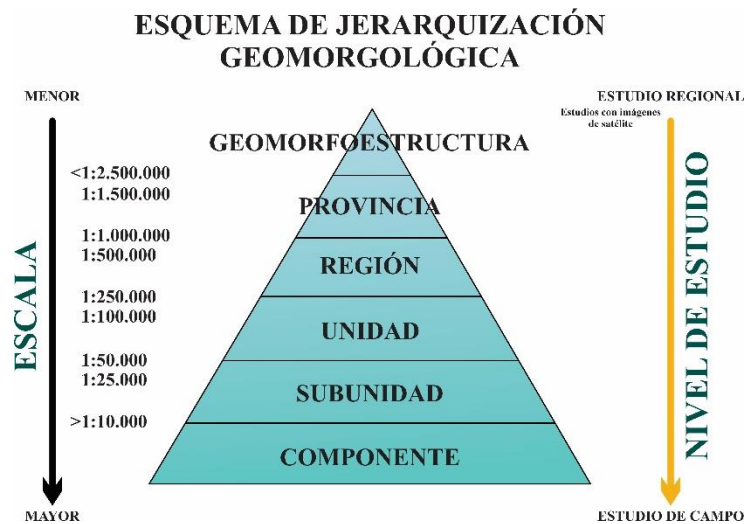 ESQUEMA DE JERARQUIZACIÓN
GEOMORGOLÓGICA
MENOR
ESTUDIO REGIONAL
Estudios con imágenes
de satélite
GEOMORFOESTRUCTURA
<1:2.500.000
1:1.500.000
PROVINCIA
1:1.000.000
1:500.000
REGIÓN
1:250.000
1:100.000
UNIDAD
1:50.000
1:25.000
SUBUNIDAD
>1:10.000
COMPONENTE
ESCALA
NIVEL DE ESTUDIO
MAYOR
ESTUDIO DE CAMPO